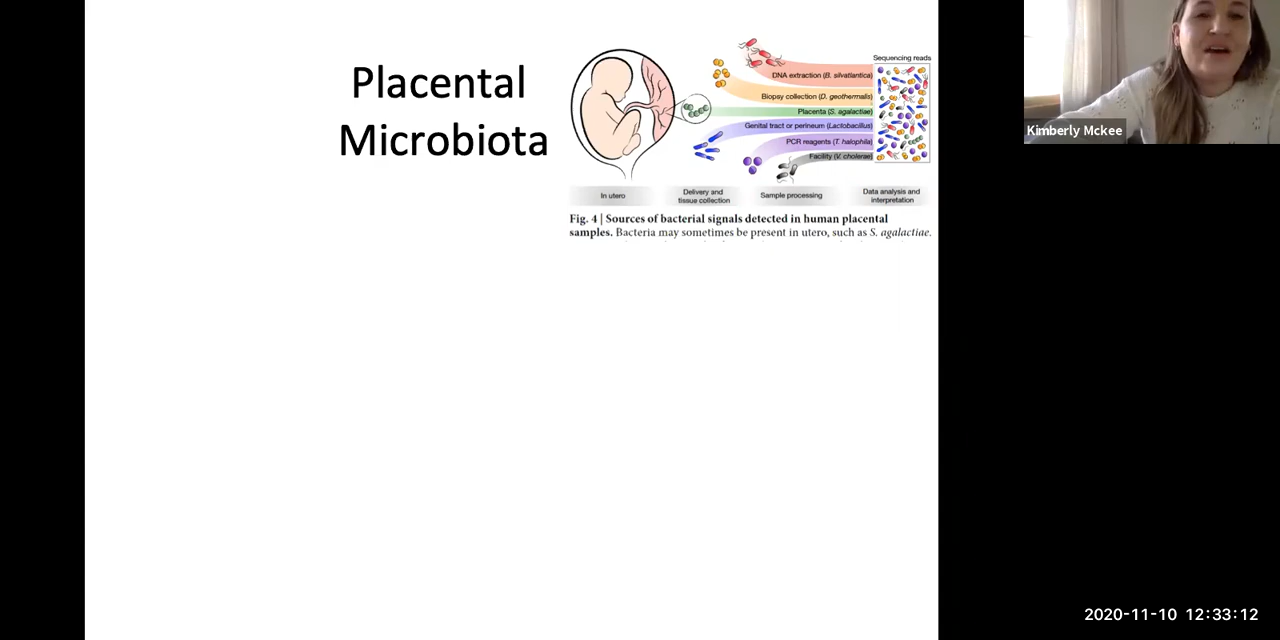 Placental
Microbiota
Sequencing reads
DNA extraction (B. silvatlantica)
Biopsy collection (D. geothermalis)
Placenta (S. agalactiae)
Genital tract or perineum (Lactobacillus)
PCR reagents (T. halophila)
Facility (V. cholerae)
In utero
Delivery and
tissue collection
Sample processing
Data analysis and
interpretation
Fig. 4 | Sources of bacterial signals detected in human placental
samples. Bacteria may sometimes be present in utero, such as S. agalactiae.
Kimberly Mckee
2020-11-10 12:33:12